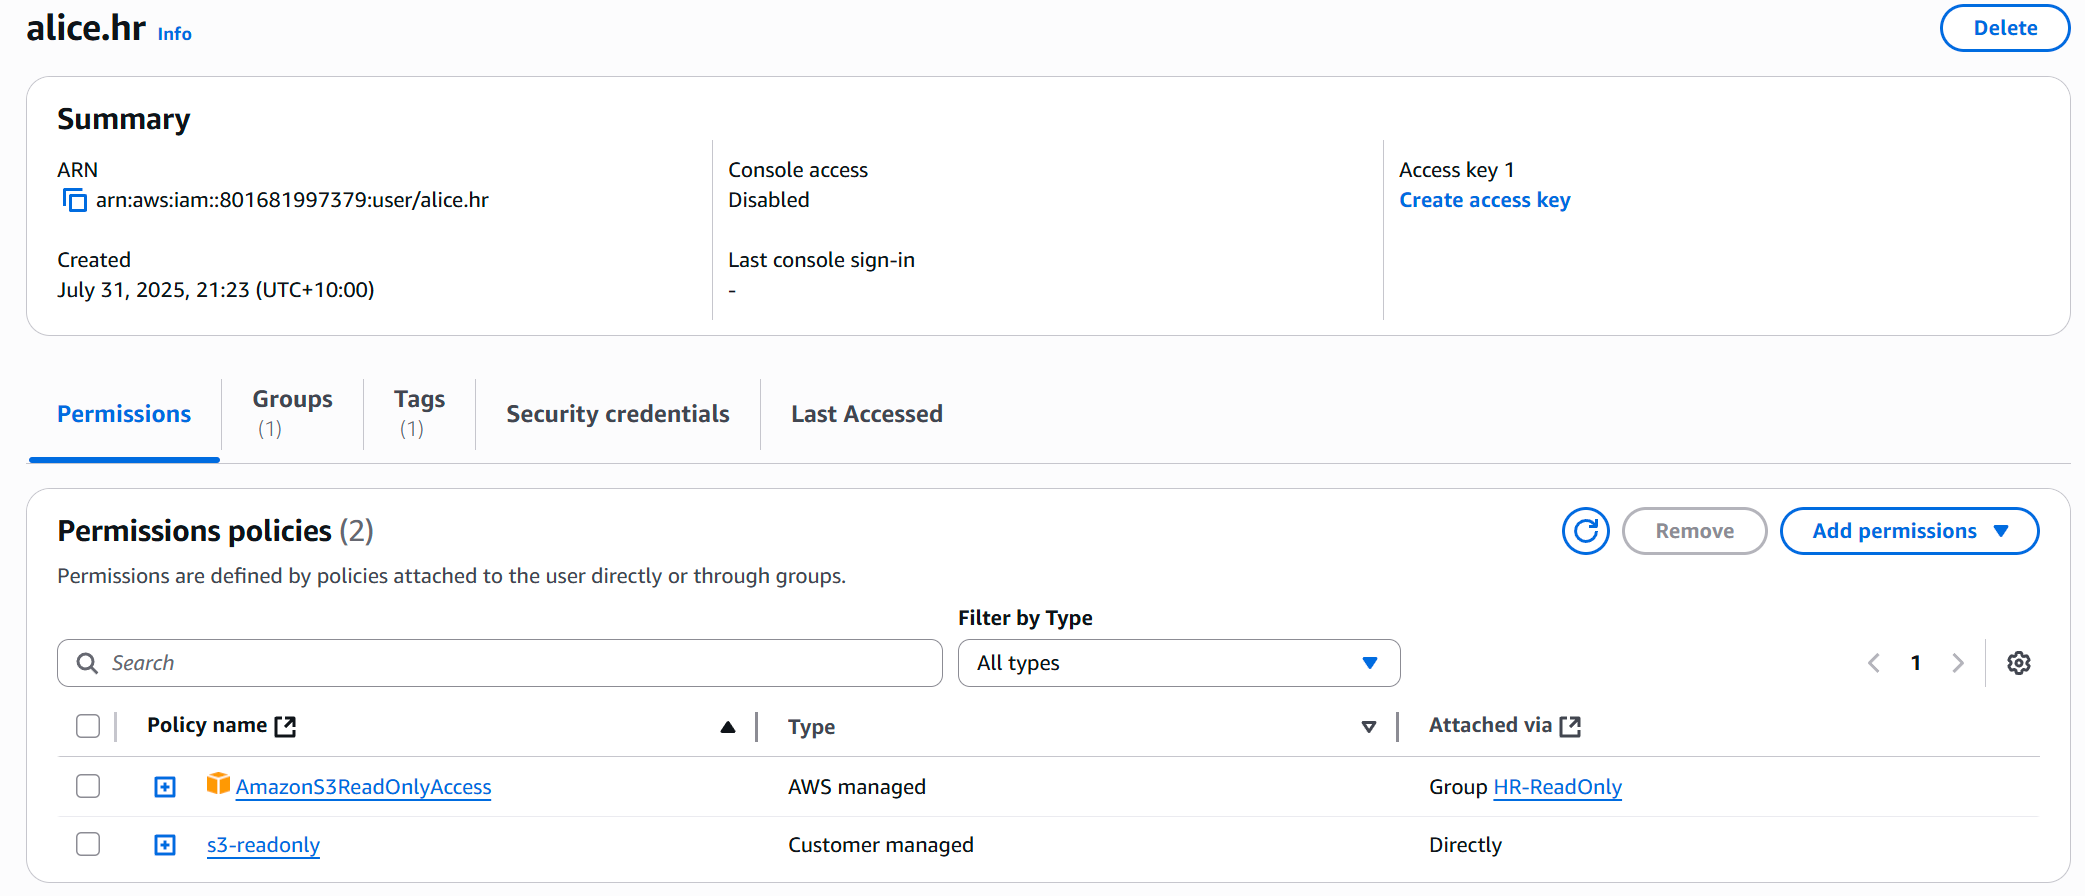 alice.hr Info
Delete
Summary
ARN
arn:aws:iam::801681997379:user/alice.hr
Created
July 31, 2025, 21:23 (UTC+10:00)
Console access
Disabled
Last console sign-in
-
Access key 1
Create access key
Permissions
Groups
(1)
Tags
(1)
Security credentials
Last Accessed
Permissions policies (2)
Remove
Add permissions
Permissions are defined by policies attached to the user directly or through groups.
Filter by Type
Search
All types
1
Policy name
Type
Attached via
AmazonS3ReadOnlyAccess
AWS managed
Group HR-ReadOnly
s3-readonly
Customer managed
Directly